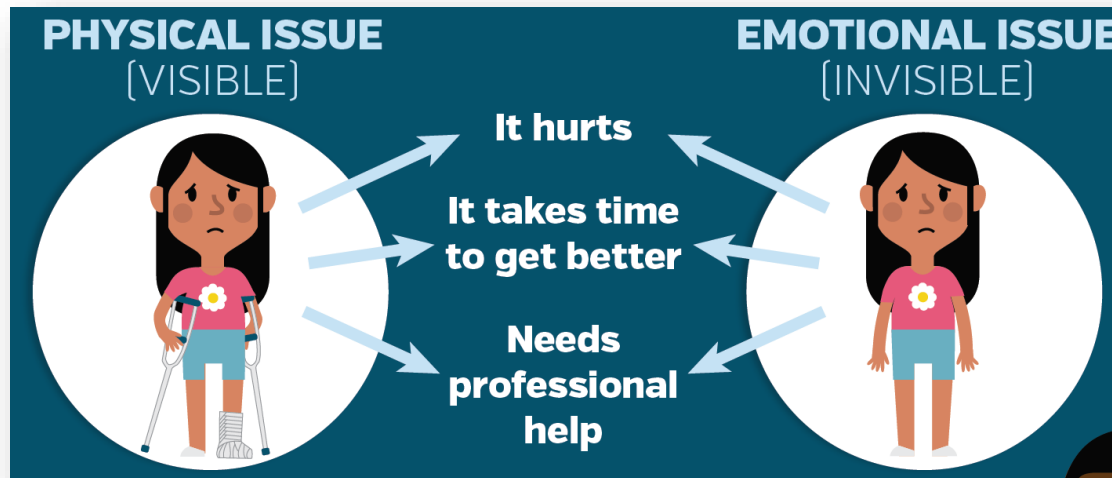 PHYSICAL ISSUE
(VISIBLE)
EMOTIONAL ISSUE
(INVISIBLE)
It hurts
It takes time
to get better
Needs
professional
help